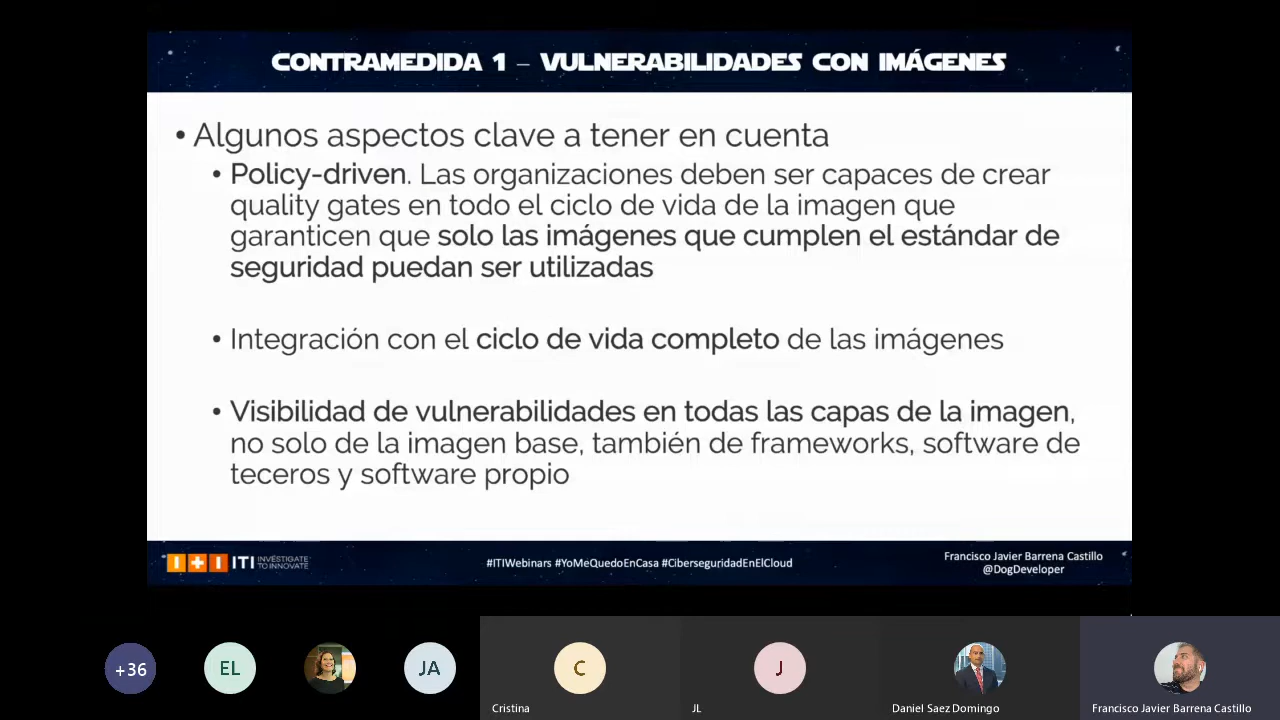 CONTRAMEDIDA 1 – VULNERABILIDADES CON IMÁGENES
• Algunos aspectos clave a tener en cuenta
• Policy-driven. Las organizaciones deben ser capaces de crear
quality gates en todo el ciclo de vida de la imagen que
garanticen que solo las imágenes que cumplen el estándar de
seguridad puedan ser utilizadas
• Integración con el ciclo de vida completo de las imágenes
• Visibilidad de vulnerabilidades en todas las capas de la imagen,
no solo de la imagen base, también de frameworks, software de
teceros y software propio
I+I ITI INVESTIGATE
TO INNOVATE
#ITIWebinars #YoMeQuedoEnCasa #CiberseguridadEnElCloud
Francisco Javier Barrena Castillo
@DogDeveloper
+36
EL
JA
C
J
Cristina
JL
Daniel Saez Domingo
Francisco Javier Barrena Castillo